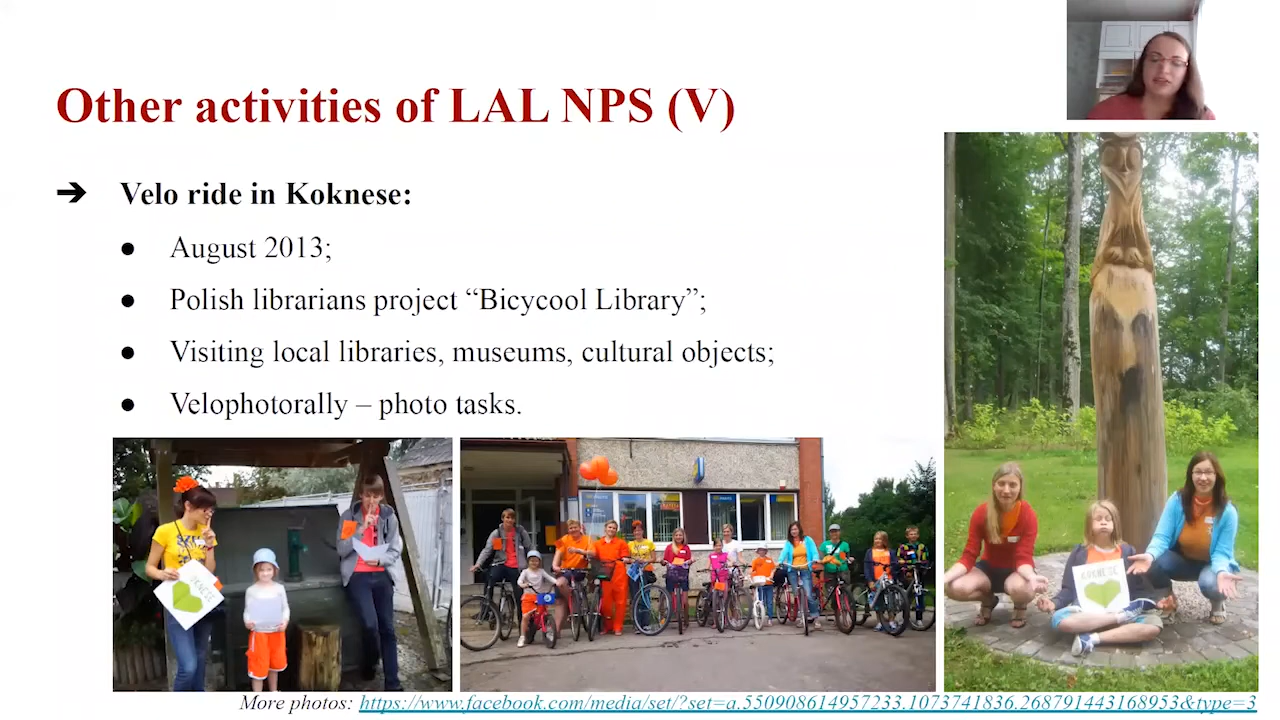 Other activities of LAL NPS (V)
➔ Velo ride in Koknese:
● August 2013;
● Polish librarians project “Bicycool Library”;
● Visiting local libraries, museums, cultural objects;
● Velophotorally – photo tasks.
KOKNESE
More photos: https://www.facebook.com/media/set/?set=a.550908614957233.1073741836.268791443168953&type=3